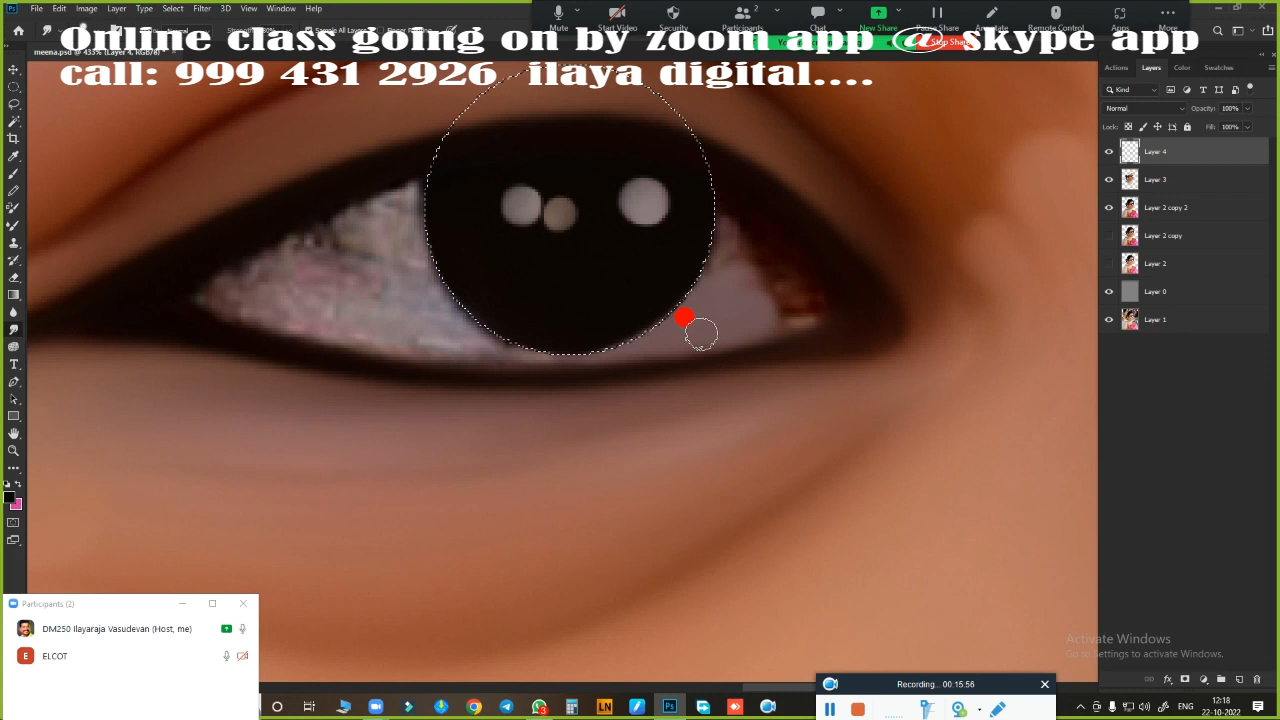 File Edit Image Layer Type Select Filter 3D View Window Help
Online class going on by zoom app @ skype app
call: 999 431 2926 ilaya digital....
Mute Start Video Security Participants 2 Chat New Share Pause Share Annotate Remote Control Apps More
Stop Share
meena.psd @ 433% (Layer 4, RGB/8) *
Actions Layers Color Swatches
Kind
Normal Opacity: 100%
Lock: Fill: 100%
Layer 4
Layer 3
Layer 2 copy 2
Layer 2 copy
Layer 2
Layer 0
Layer 1
Participants (2)
DM250 Ilayaraja Vasudevan (Host, me)
E ELCOT
Activate Windows
Go to Settings to activate Windows.
Recording... 00:15:56
LN Ps
ENG 12:18
22-10-2022